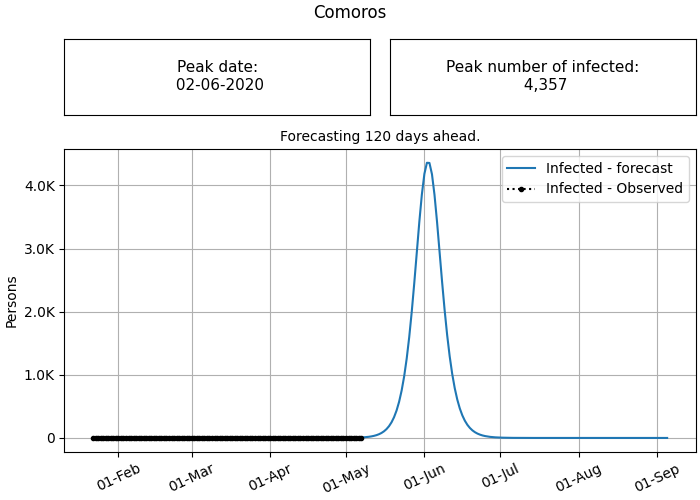 Comoros
Peak date:
02-06-2020
Peak number of infected:
4,357
Forecasting 120 days ahead.
Infected - forecast
Infected - Observed
4.0K
3.0K
2.0K
1.0K
0
Persons
01-Feb
01-Mar
01-Apr
01-May
01-Jun
01-Jul
01-Aug
01-Sep